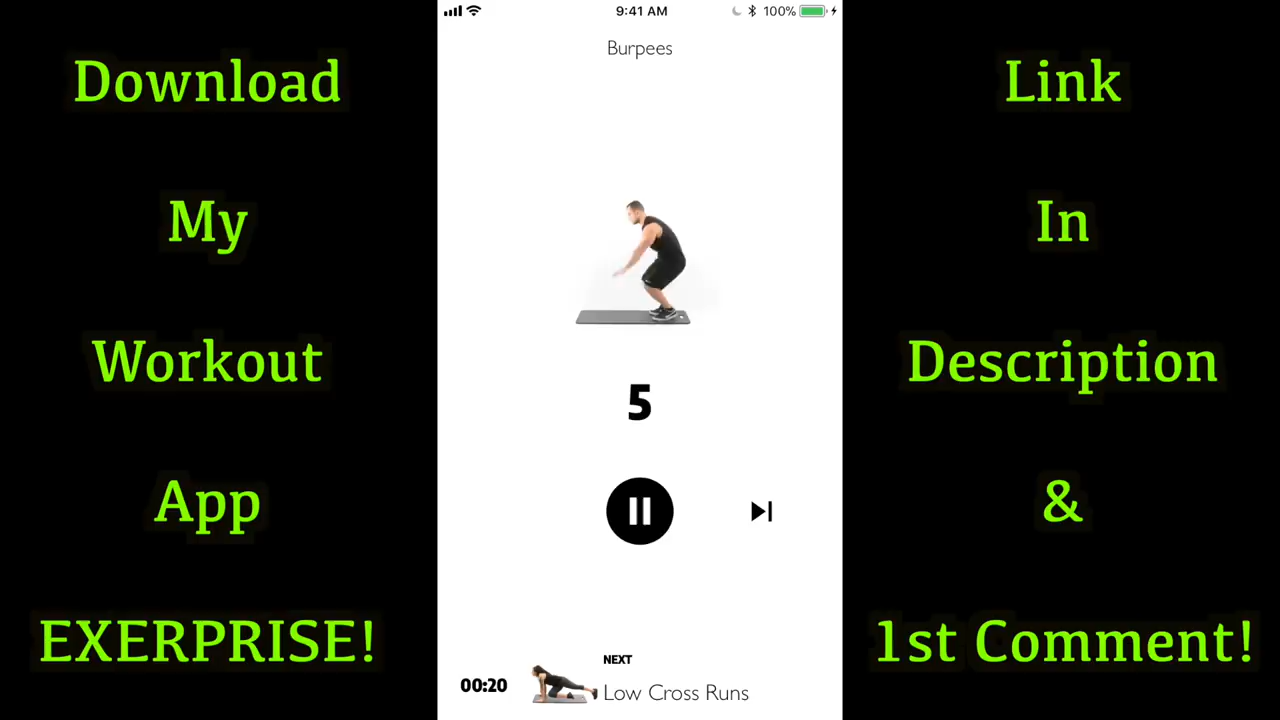 Download
My
Workout
App
EXERPRISE!
9:41 AM
100%
Burpees
5
NEXT
00:20
Low Cross Runs
Link
In
Description
&
1st Comment!